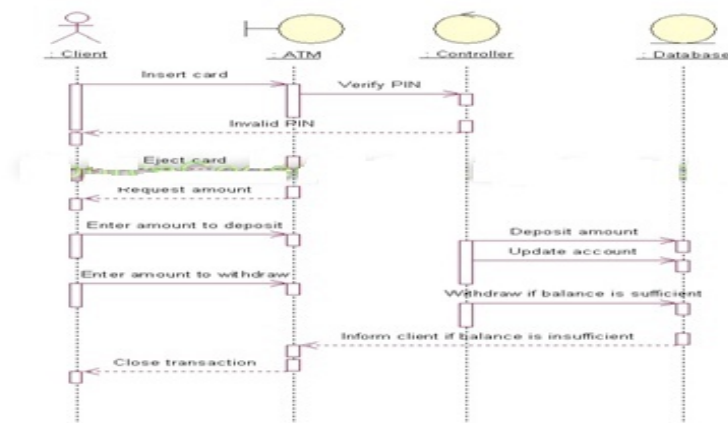 : Client : ATM : Controller : Database
Insert card
Verify PIN
Invalid PIN
Eject card
Request amount
Enter amount to deposit
Deposit amount
Update account
Enter amount to withdraw
Withdraw if balance is sufficient
Inform client if balance is insufficient
Close transaction